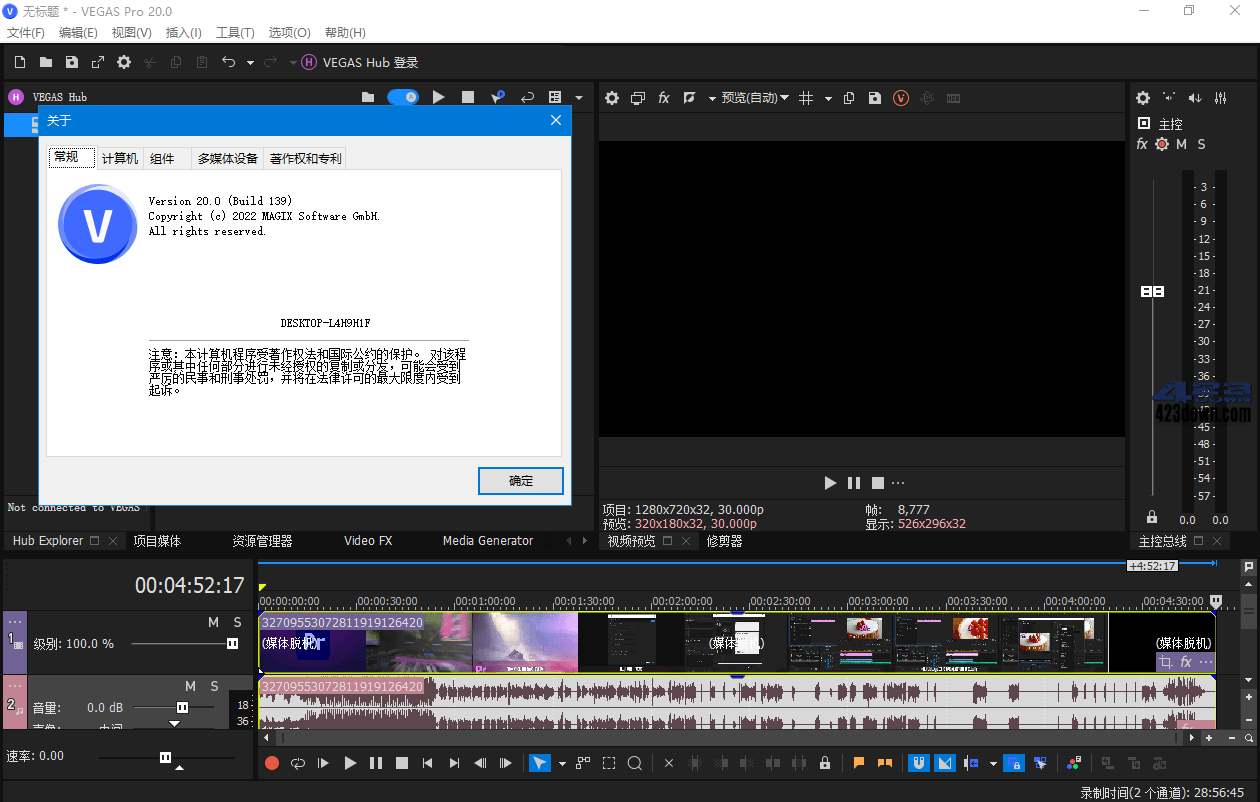 无标题 * - VEGAS Pro 20.0
文件(F) 编辑(E) 视图(V) 插入(I) 工具(T) 选项(O) 帮助(H)
VEGAS Hub 登录
VEGAS Hub
预览(自动)
关于
主控
fx M S
常规 计算机 组件 多媒体设备 著作权和专利
Version 20.0 (Build 139)
Copyright (c) 2022 MAGIX Software GmbH.
All rights reserved.
DESKTOP-L4H9H1F
注意：本计算机程序受著作权法和国际公约的保护。 对该程
序或其中任何部分进行未经授权的复制或分发，可能会受到
严厉的民事和刑事处罚，并将在法律许可的最大限度内受到
起诉。
确定
- 3 -
- 6 -
- 9 -
- 12 -
- 15 -
- 18 -
- 21 -
- 24 -
- 27 -
- 30 -
- 33 -
- 36 -
- 45 -
- 48 -
- 51 -
- 54 -
- 57 -
0.0 0.0
423down.com
Not connected to VEGAS
项目: 1280x720x32, 30.000p 帧: 8,777
预览: 320x180x32, 30.000p 显示: 526x296x32
Hub Explorer 项目媒体 资源管理器 Video FX Media Generator
视频预览 修剪器
主控总线
+4:52:17
00:04:52:17
00:00:00:00 00:00:30:00 00:01:00:00 00:01:30:00 00:02:00:00 00:02:30:00 00:03:00:00 00:03:30:00 00:04:00:00 00:04:30:00
M S
1
级别: 100.0 %
32709553072811919126420
(媒体脱机) (媒体脱机) (媒体脱机)
Pr
fx
M S
2
音量: 0.0 dB
18
36
32709553072811919126420
速率: 0.00
录制时间(2 个通道): 28:56:45